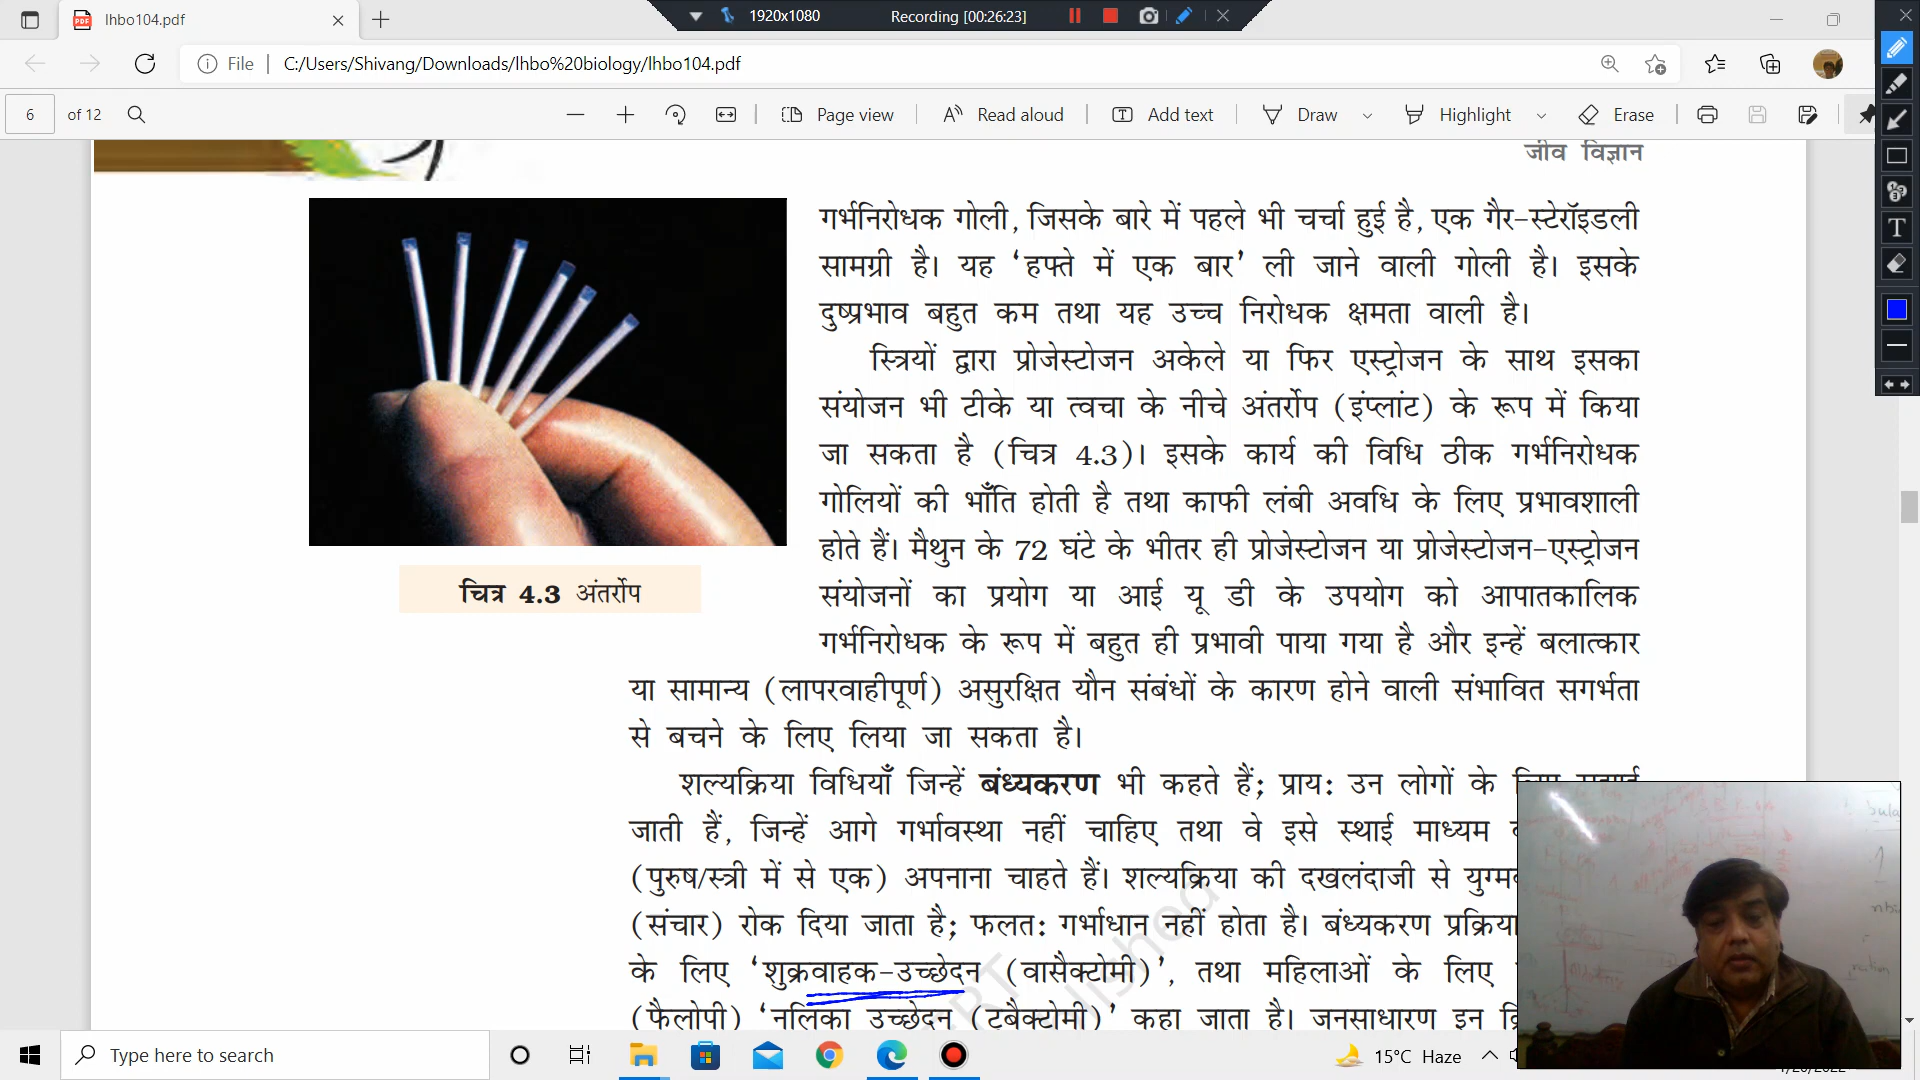 lhbo104.pdf
1920x1080
Recording [00:26:23]
File
C:/Users/Shivang/Downloads/lhbo%20biology/lhbo104.pdf
6 of 12
Page view
Read aloud
Add text
Draw
Highlight
Erase
जीव विज्ञान
गर्भनिरोधक गोली, जिसके बारे में पहले भी चर्चा हुई है, एक गैर-स्टेरॉइडली
सामग्री है। यह ‘हफ्ते में एक बार’ ली जाने वाली गोली है। इसके
दुष्प्रभाव बहुत कम तथा यह उच्च निरोधक क्षमता वाली है।
स्त्रियों द्वारा प्रोजेस्टोजन अकेले या फिर एस्ट्रोजन के साथ इसका
संयोजन भी टीके या त्वचा के नीचे अंतर्रोप (इंप्लांट) के रूप में किया
जा सकता है (चित्र 4.3)। इसके कार्य की विधि ठीक गर्भनिरोधक
गोलियों की भाँति होती है तथा काफी लंबी अवधि के लिए प्रभावशाली
होते हैं। मैथुन के 72 घंटे के भीतर ही प्रोजेस्टोजन या प्रोजेस्टोजन-एस्ट्रोजन
संयोजनों का प्रयोग या आई यू डी के उपयोग को आपातकालिक
गर्भनिरोधक के रूप में बहुत ही प्रभावी पाया गया है और इन्हें बलात्कार
या सामान्य (लापरवाहीपूर्ण) असुरक्षित यौन संबंधों के कारण होने वाली संभावित सगर्भता
से बचने के लिए लिया जा सकता है।
चित्र 4.3 अंतर्रोप
शल्यक्रिया विधियाँ जिन्हें बंध्यकरण भी कहते हैं; प्राय: उन लोगों के
जाती हैं, जिन्हें आगे गर्भावस्था नहीं चाहिए तथा वे इसे स्थाई माध्यम
(पुरुष/स्त्री में से एक) अपनाना चाहते हैं। शल्यक्रिया की दखलंदाजी से
(संचार) रोक दिया जाता है; फलत: गर्भाधान नहीं होता है। बंध्यकरण प्रक्रिया
के लिए ‘शुक्रवाहक-उच्छेदन (वासैक्टोमी)’, तथा महिलाओं के लिए
(फैलोपी) ‘नलिका उच्छेदन (टबैक्टोमी)’ कहा जाता है। जनसाधारण इन
Type here to search
15°C Haze